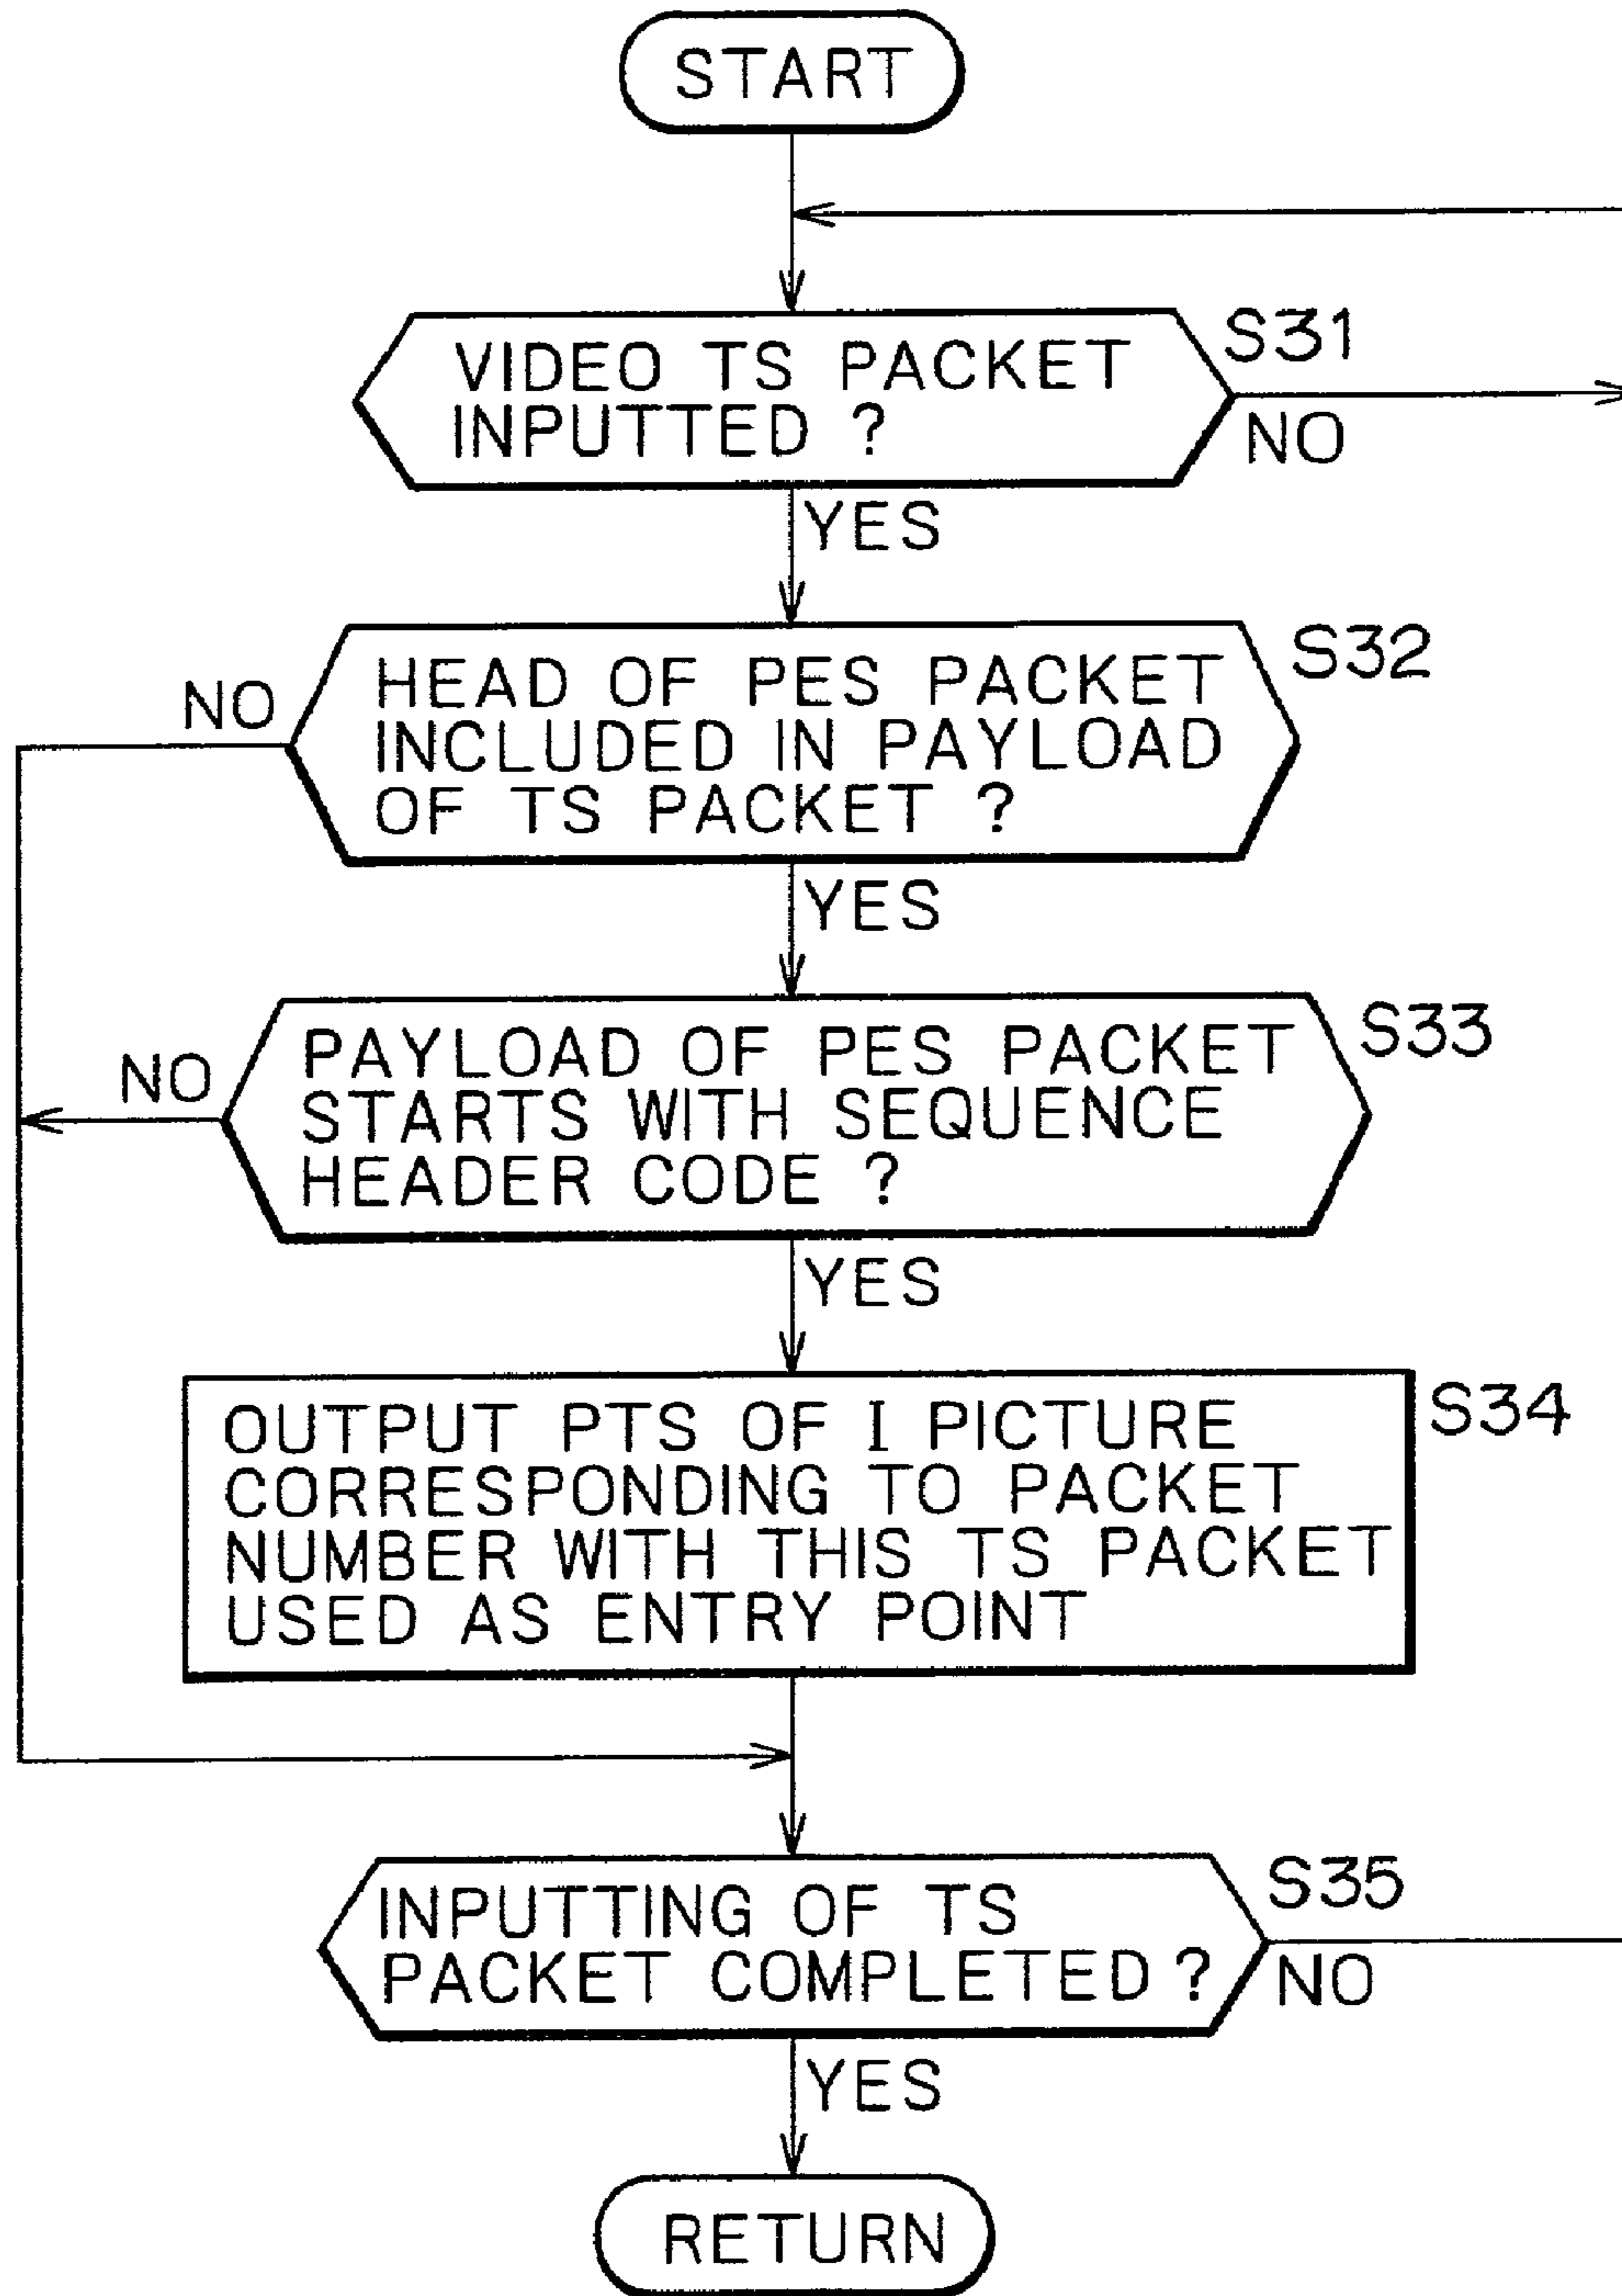 START
VIDEO TS PACKET
INPUTTED ?
S31
NO
YES
HEAD OF PES PACKET
INCLUDED IN PAYLOAD
OF TS PACKET ?
S32
NO
YES
PAYLOAD OF PES PACKET
STARTS WITH SEQUENCE
HEADER CODE ?
S33
NO
YES
OUTPUT PTS OF I PICTURE
CORRESPONDING TO PACKET
NUMBER WITH THIS TS PACKET
USED AS ENTRY POINT
S34
INPUTTING OF TS
PACKET COMPLETED ?
S35
NO
YES
RETURN